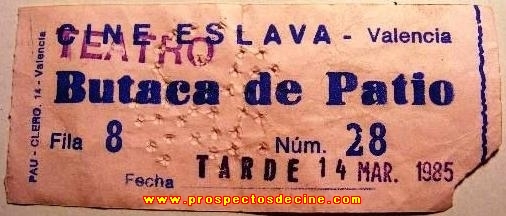 CINE ESLAVA - Valencia
TEATRO
Butaca de Patio
Fila 8 Núm. 28
TARDE 14 MAR. 1985
Fecha
PAU - CLERO, 14 - Valencia
www.prospectosdecine.com